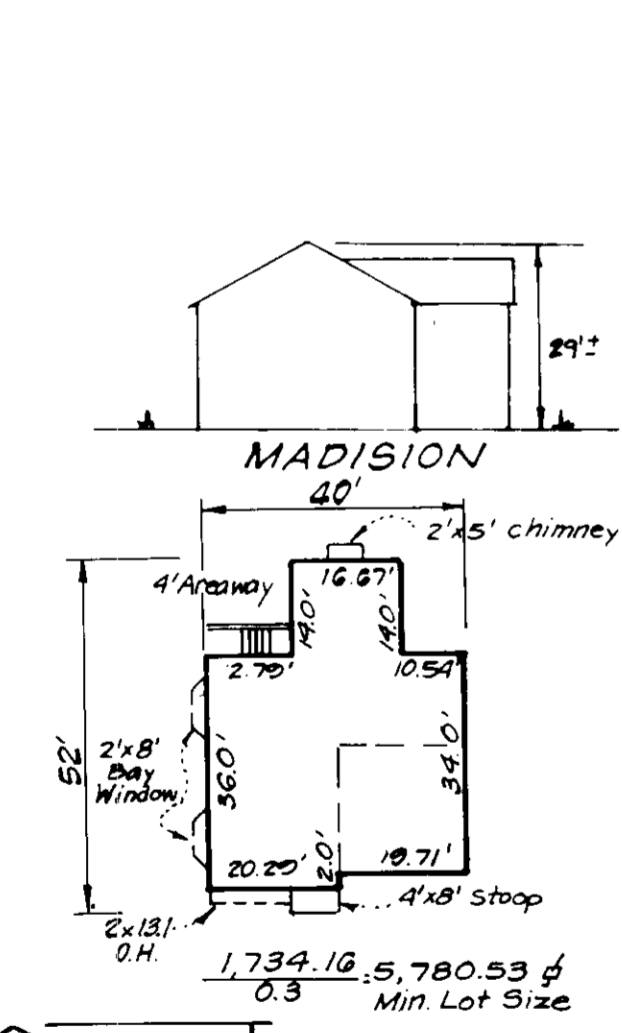 29'±
MADISION
40'
2'x5' chimney
4' Areaway
16.67'
14.0'
14.0'
2.79'
10.54'
52'
2'x8'
Bay
Window
36.0'
34.0'
20.29'
2.0'
19.71'
4'x8' Stoop
2x13.1
O.H.
1,734.16
0.3
= 5,780.53 ⌀
Min. Lot Size